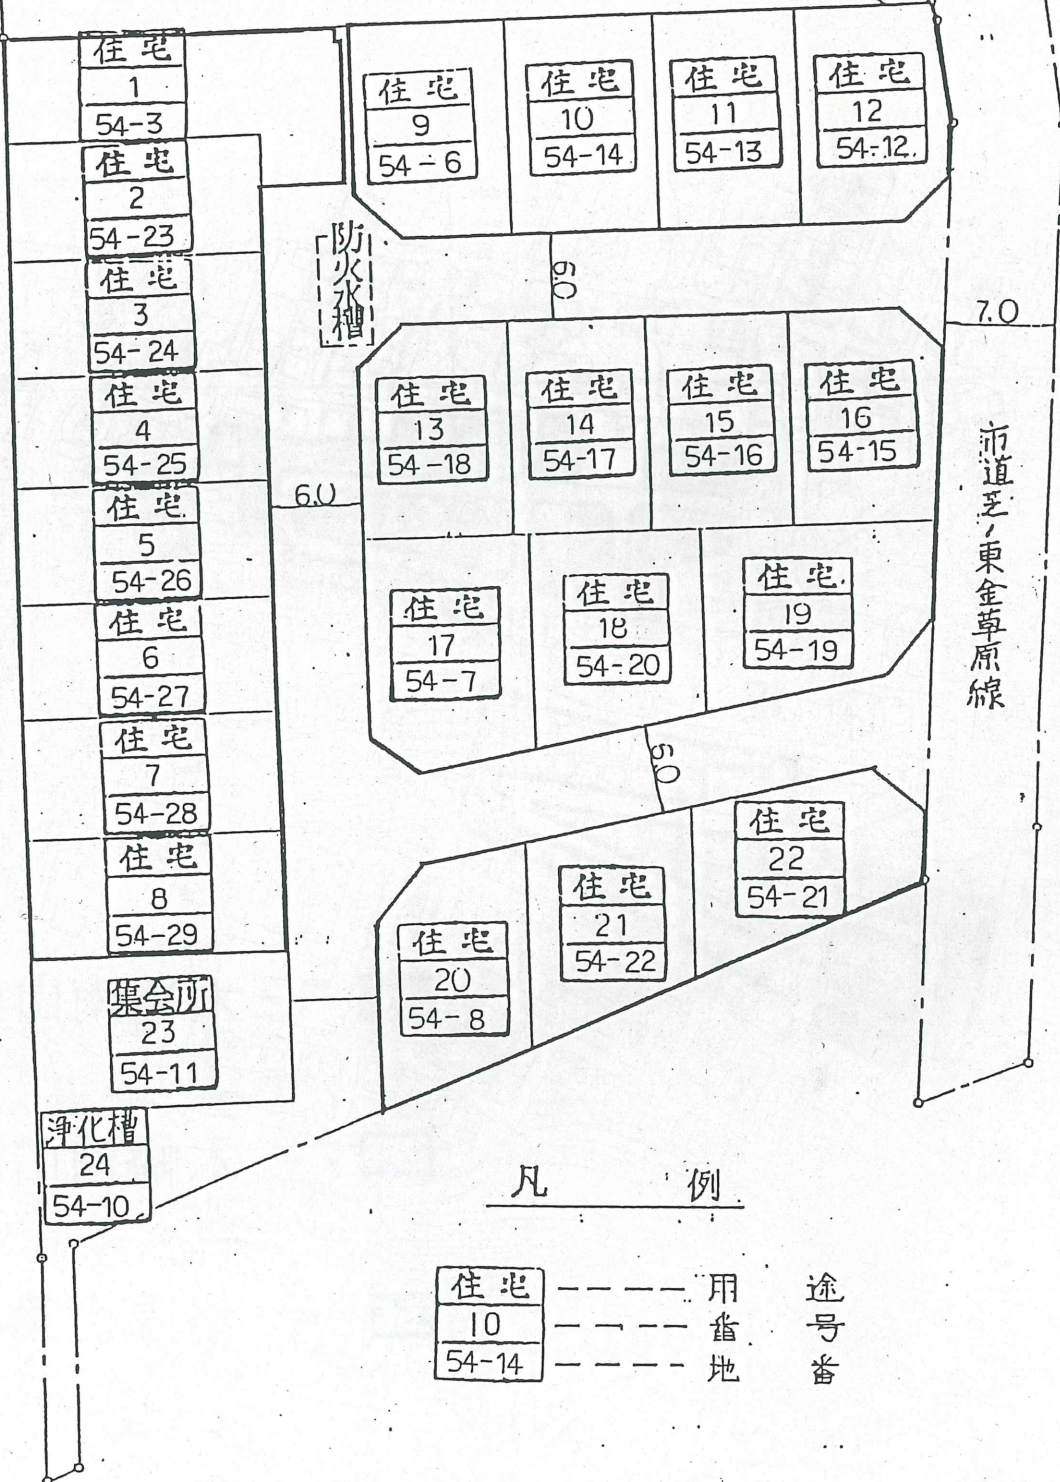 住宅
1
54-3
住宅
2
54-23
住宅
3
54-24
住宅
4
54-25
住宅
5
54-26
住宅
6
54-27
住宅
7
54-28
住宅
8
54-29
集会所
23
54-11
浄化槽
24
54-10
住宅
9
54-6
住宅
10
54-14
住宅
11
54-13
住宅
12
54-12
防火水槽
6.0
7.0
住宅
13
54-18
住宅
14
54-17
住宅
15
54-16
住宅
16
54-15
6.0
住宅
17
54-7
住宅
18
54-20
住宅
19
54-19
市道芝ノ東金草原線
6.0
住宅
20
54-8
住宅
21
54-22
住宅
22
54-21
凡例
住宅 ---- 用途
10 ---- 番号
54-14 ---- 地番